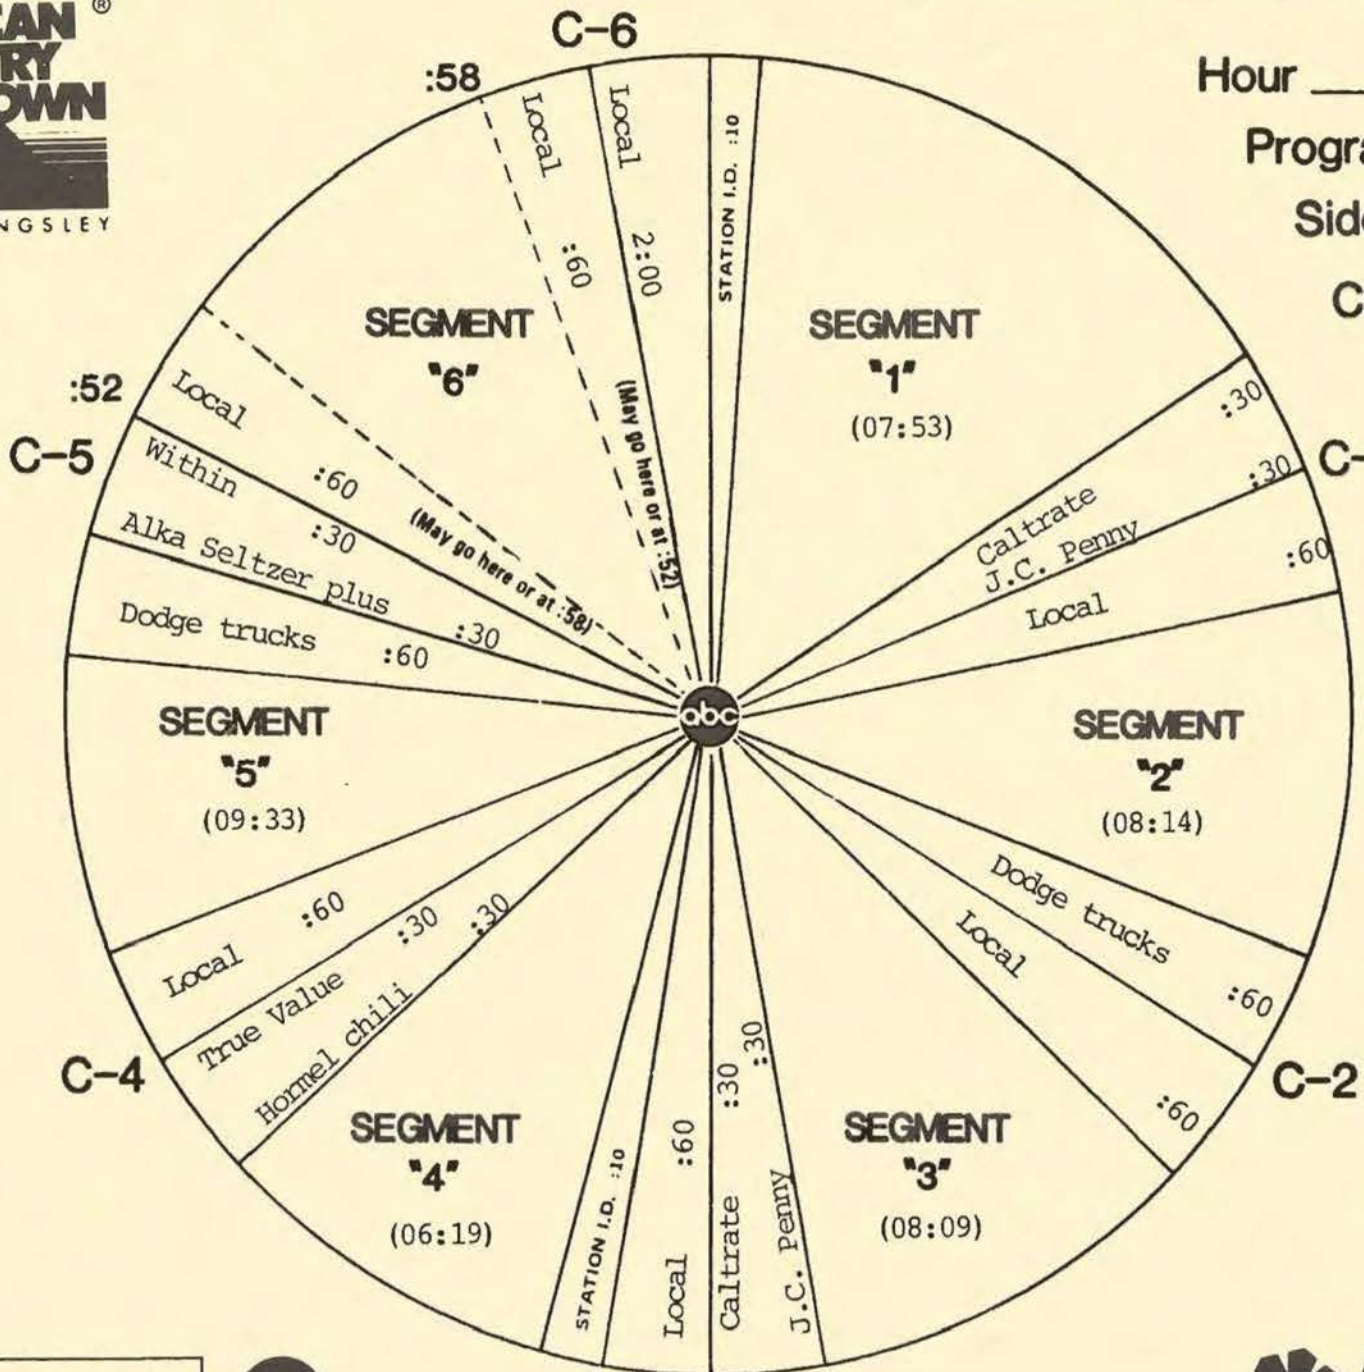 C-6
:58
Hour
:52
C-5
Local
:60
Local
2:00
(May go here or at :52)
STATION I.D. :10
SEGMENT
"1"
(07:53)
Caltrate
:30
J.C. Penny
:30
Local
:60
SEGMENT
"2"
(08:14)
Dodge trucks
:60
C-2
Local
:60
SEGMENT
"3"
(08:09)
J.C. Penny
:30
Caltrate
:30
Local
:60
STATION I.D. :10
SEGMENT
"4"
(06:19)
Hormel chili
:30
True Value
:30
C-4
Local
:60
SEGMENT
"5"
(09:33)
Dodge trucks
:60
Alka Seltzer plus
:30
Within
:30
Local
:60
(May go here or at :58)
SEGMENT
"6"
abc